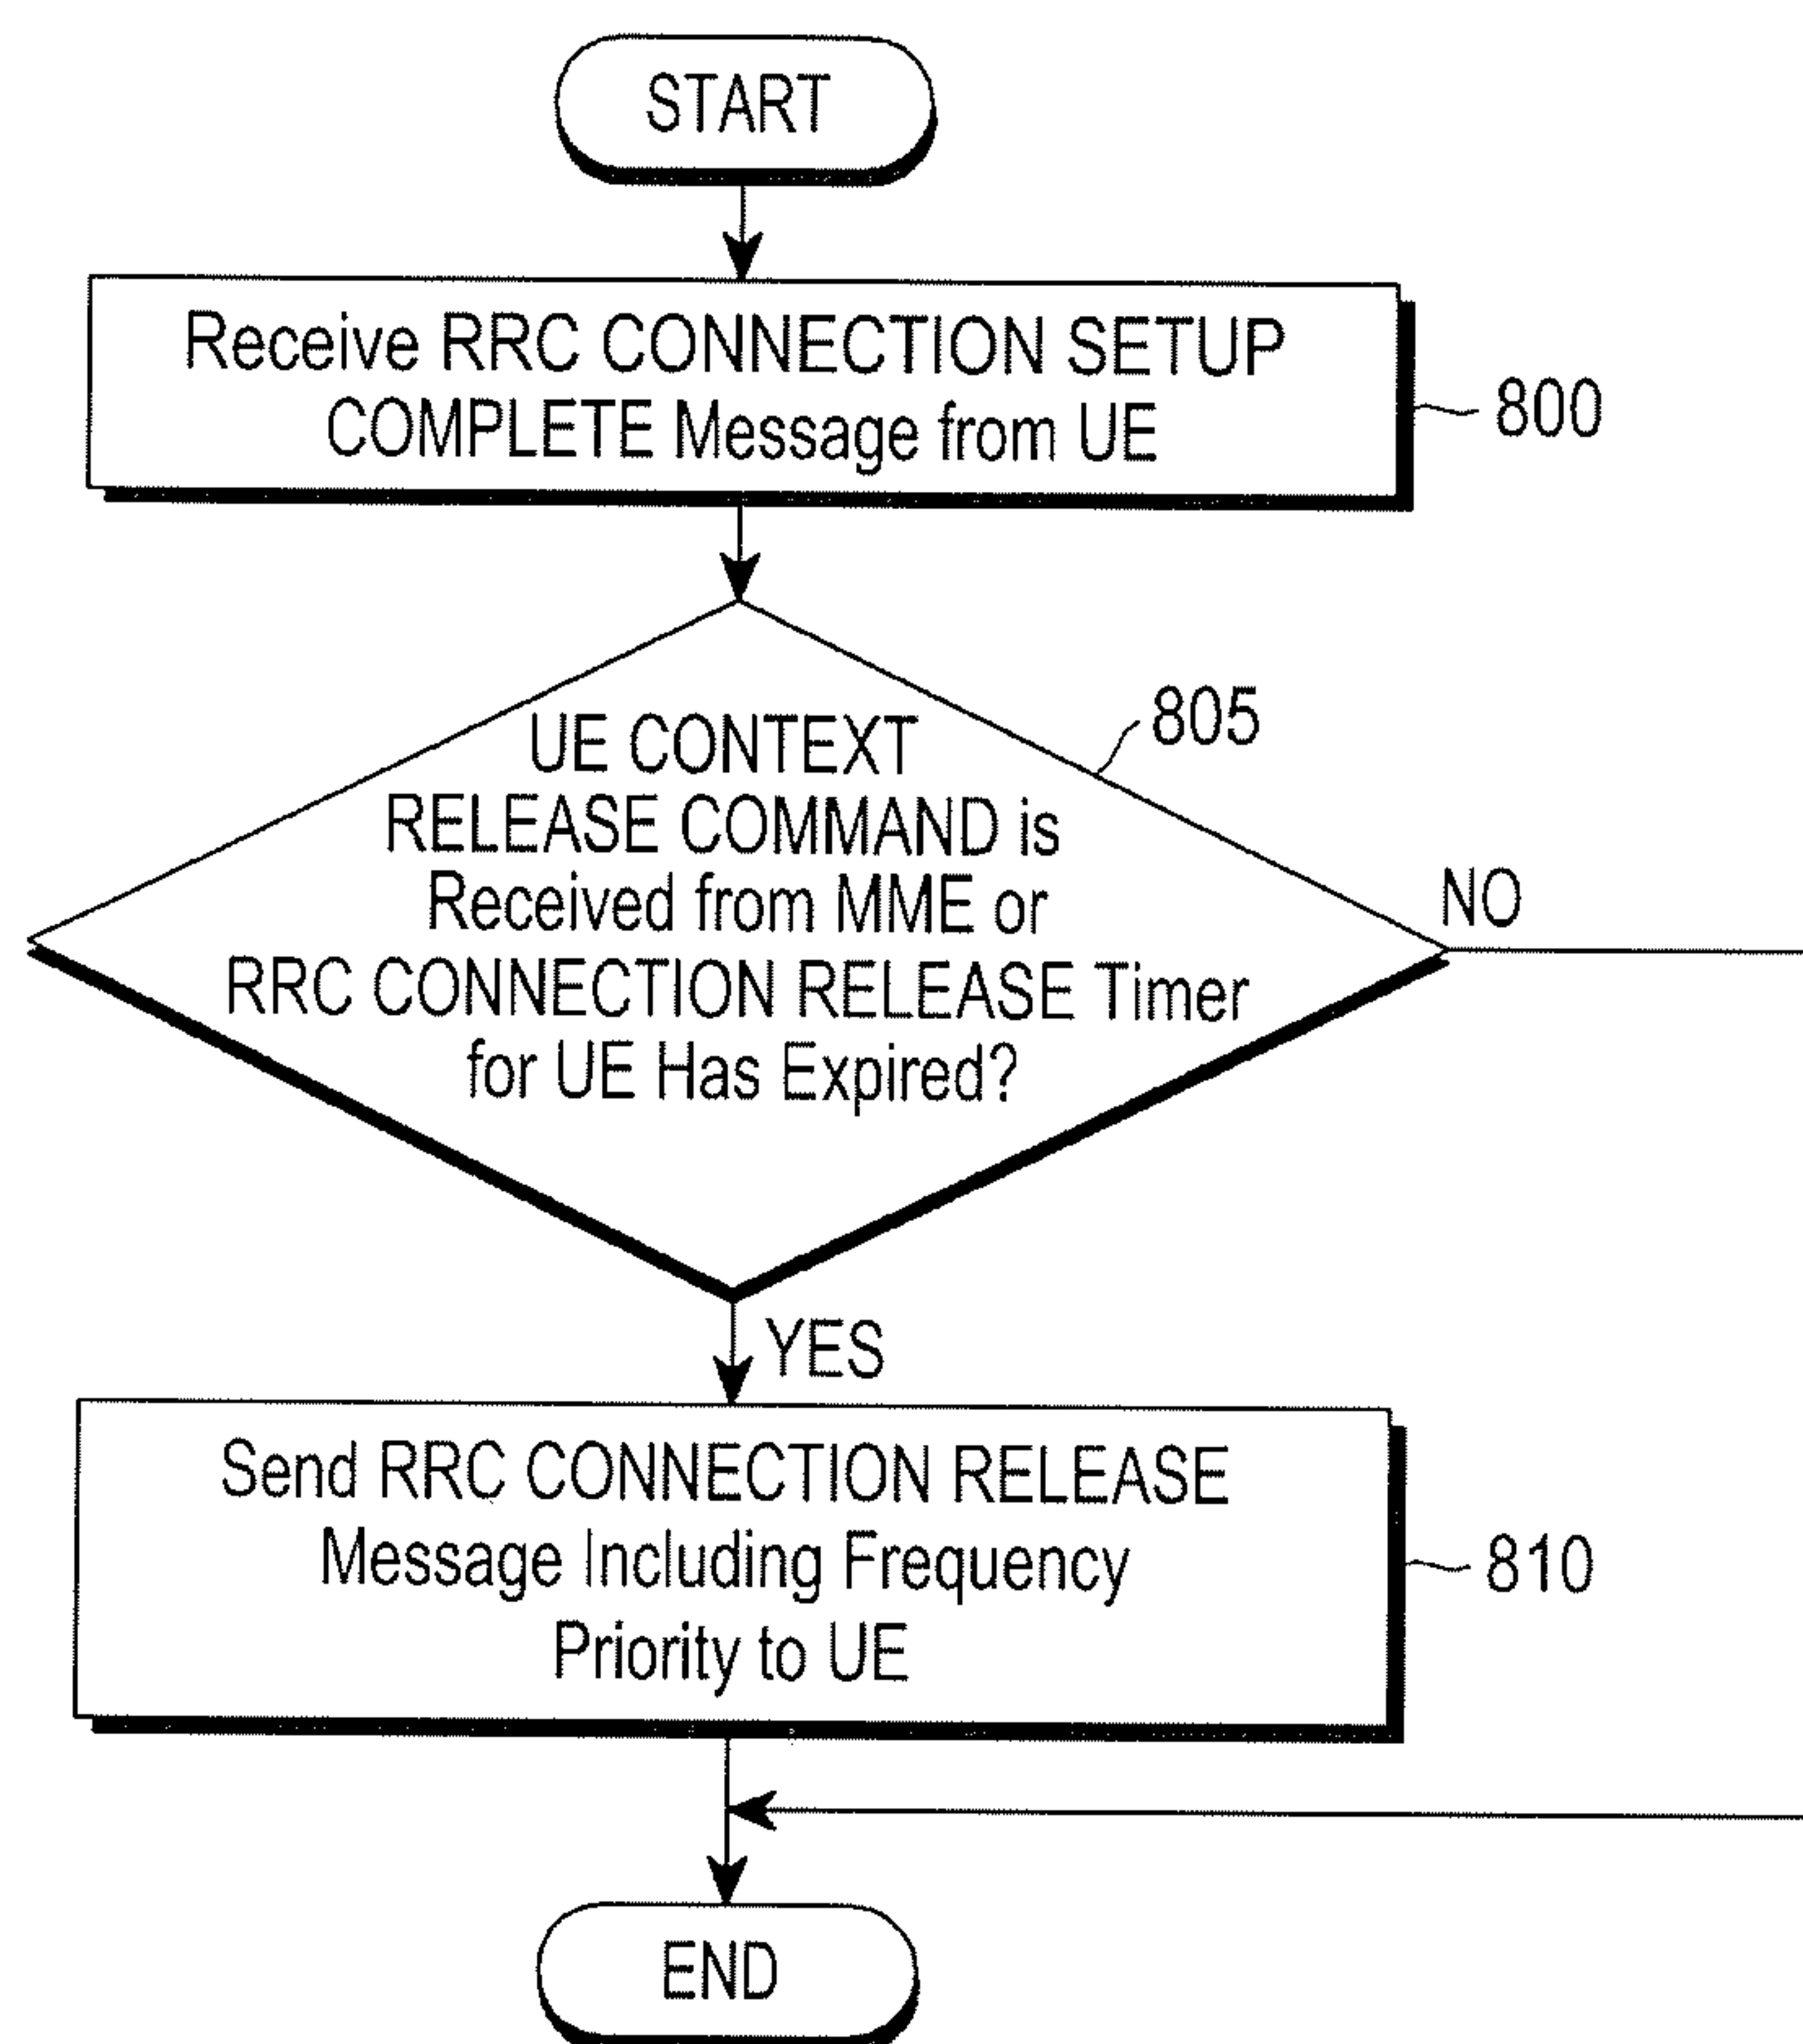 START
Receive RRC CONNECTION SETUP
COMPLETE Message from UE
800
805
UE CONTEXT
RELEASE COMMAND is
Received from MME or
RRC CONNECTION RELEASE Timer
for UE Has Expired?
NO
YES
Send RRC CONNECTION RELEASE
Message Including Frequency
Priority to UE
810
END